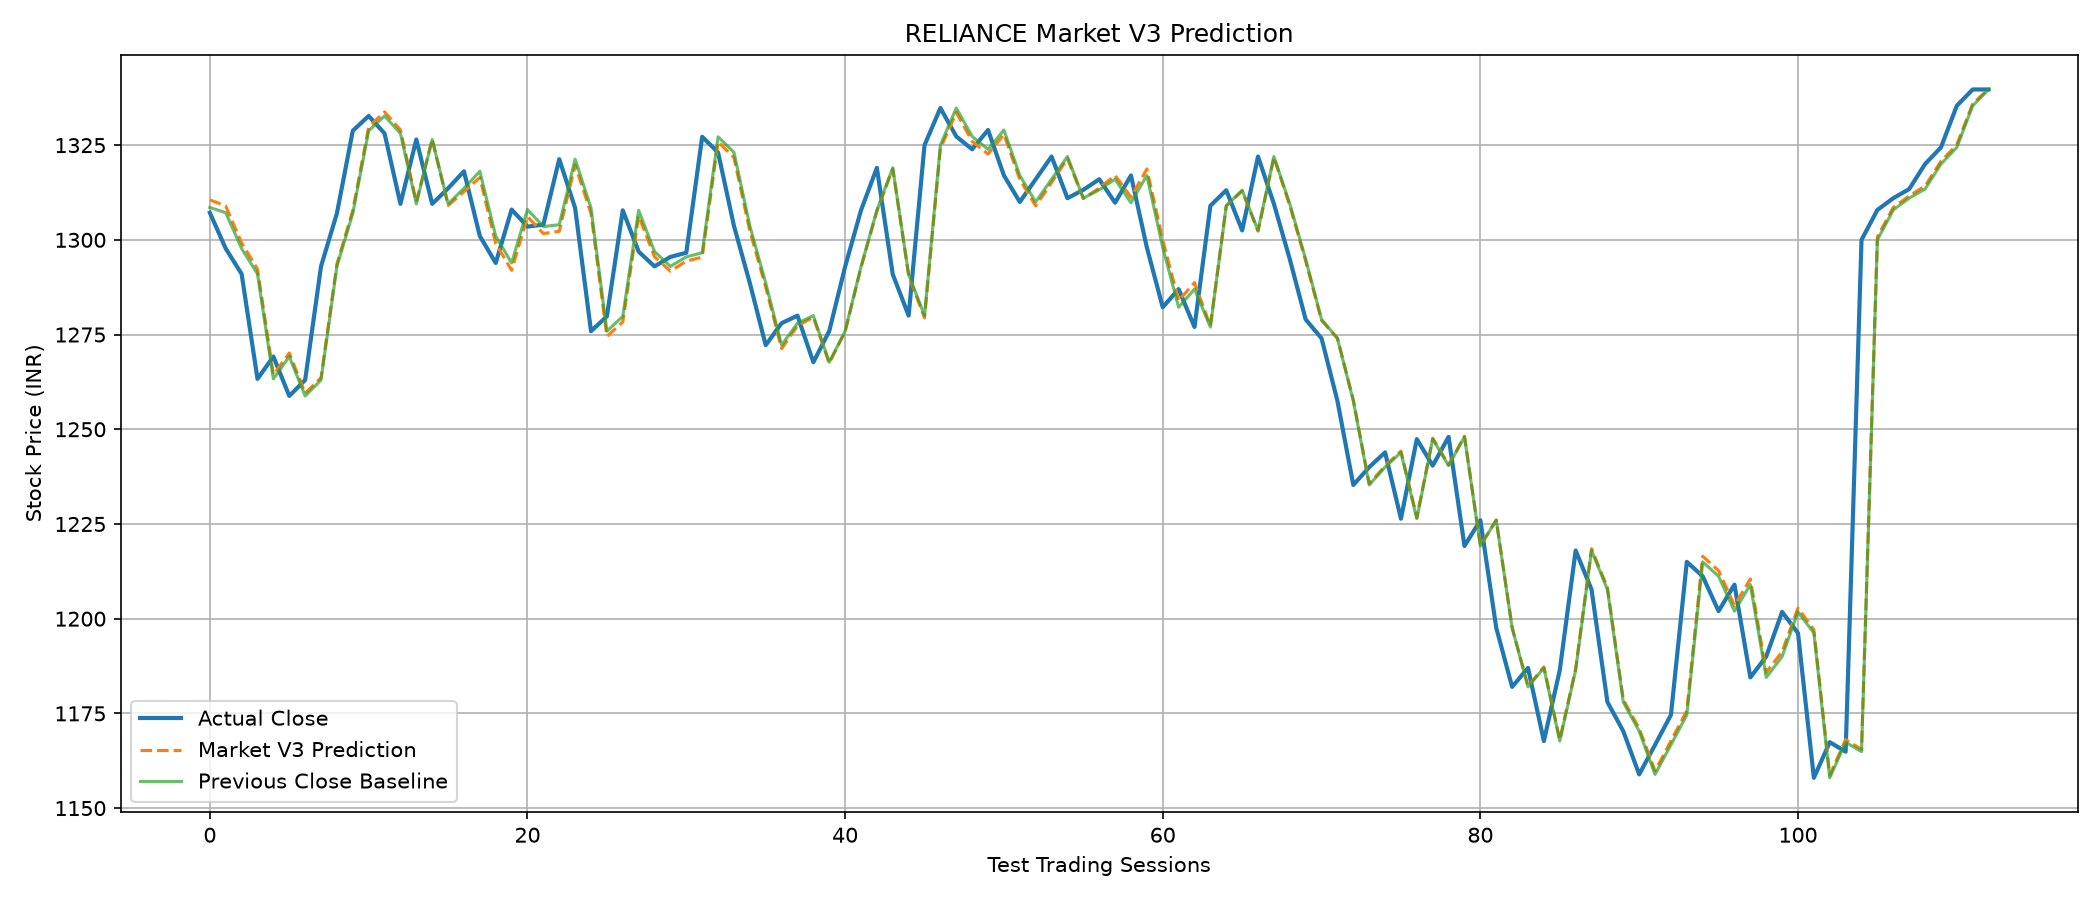 RELIANCE Market V3 Prediction
Stock Price (INR)
1325
1300
1275
1250
1225
1200
1175
1150
Actual Close
Market V3 Prediction
Previous Close Baseline
0 20 40 60 80 100
Test Trading Sessions